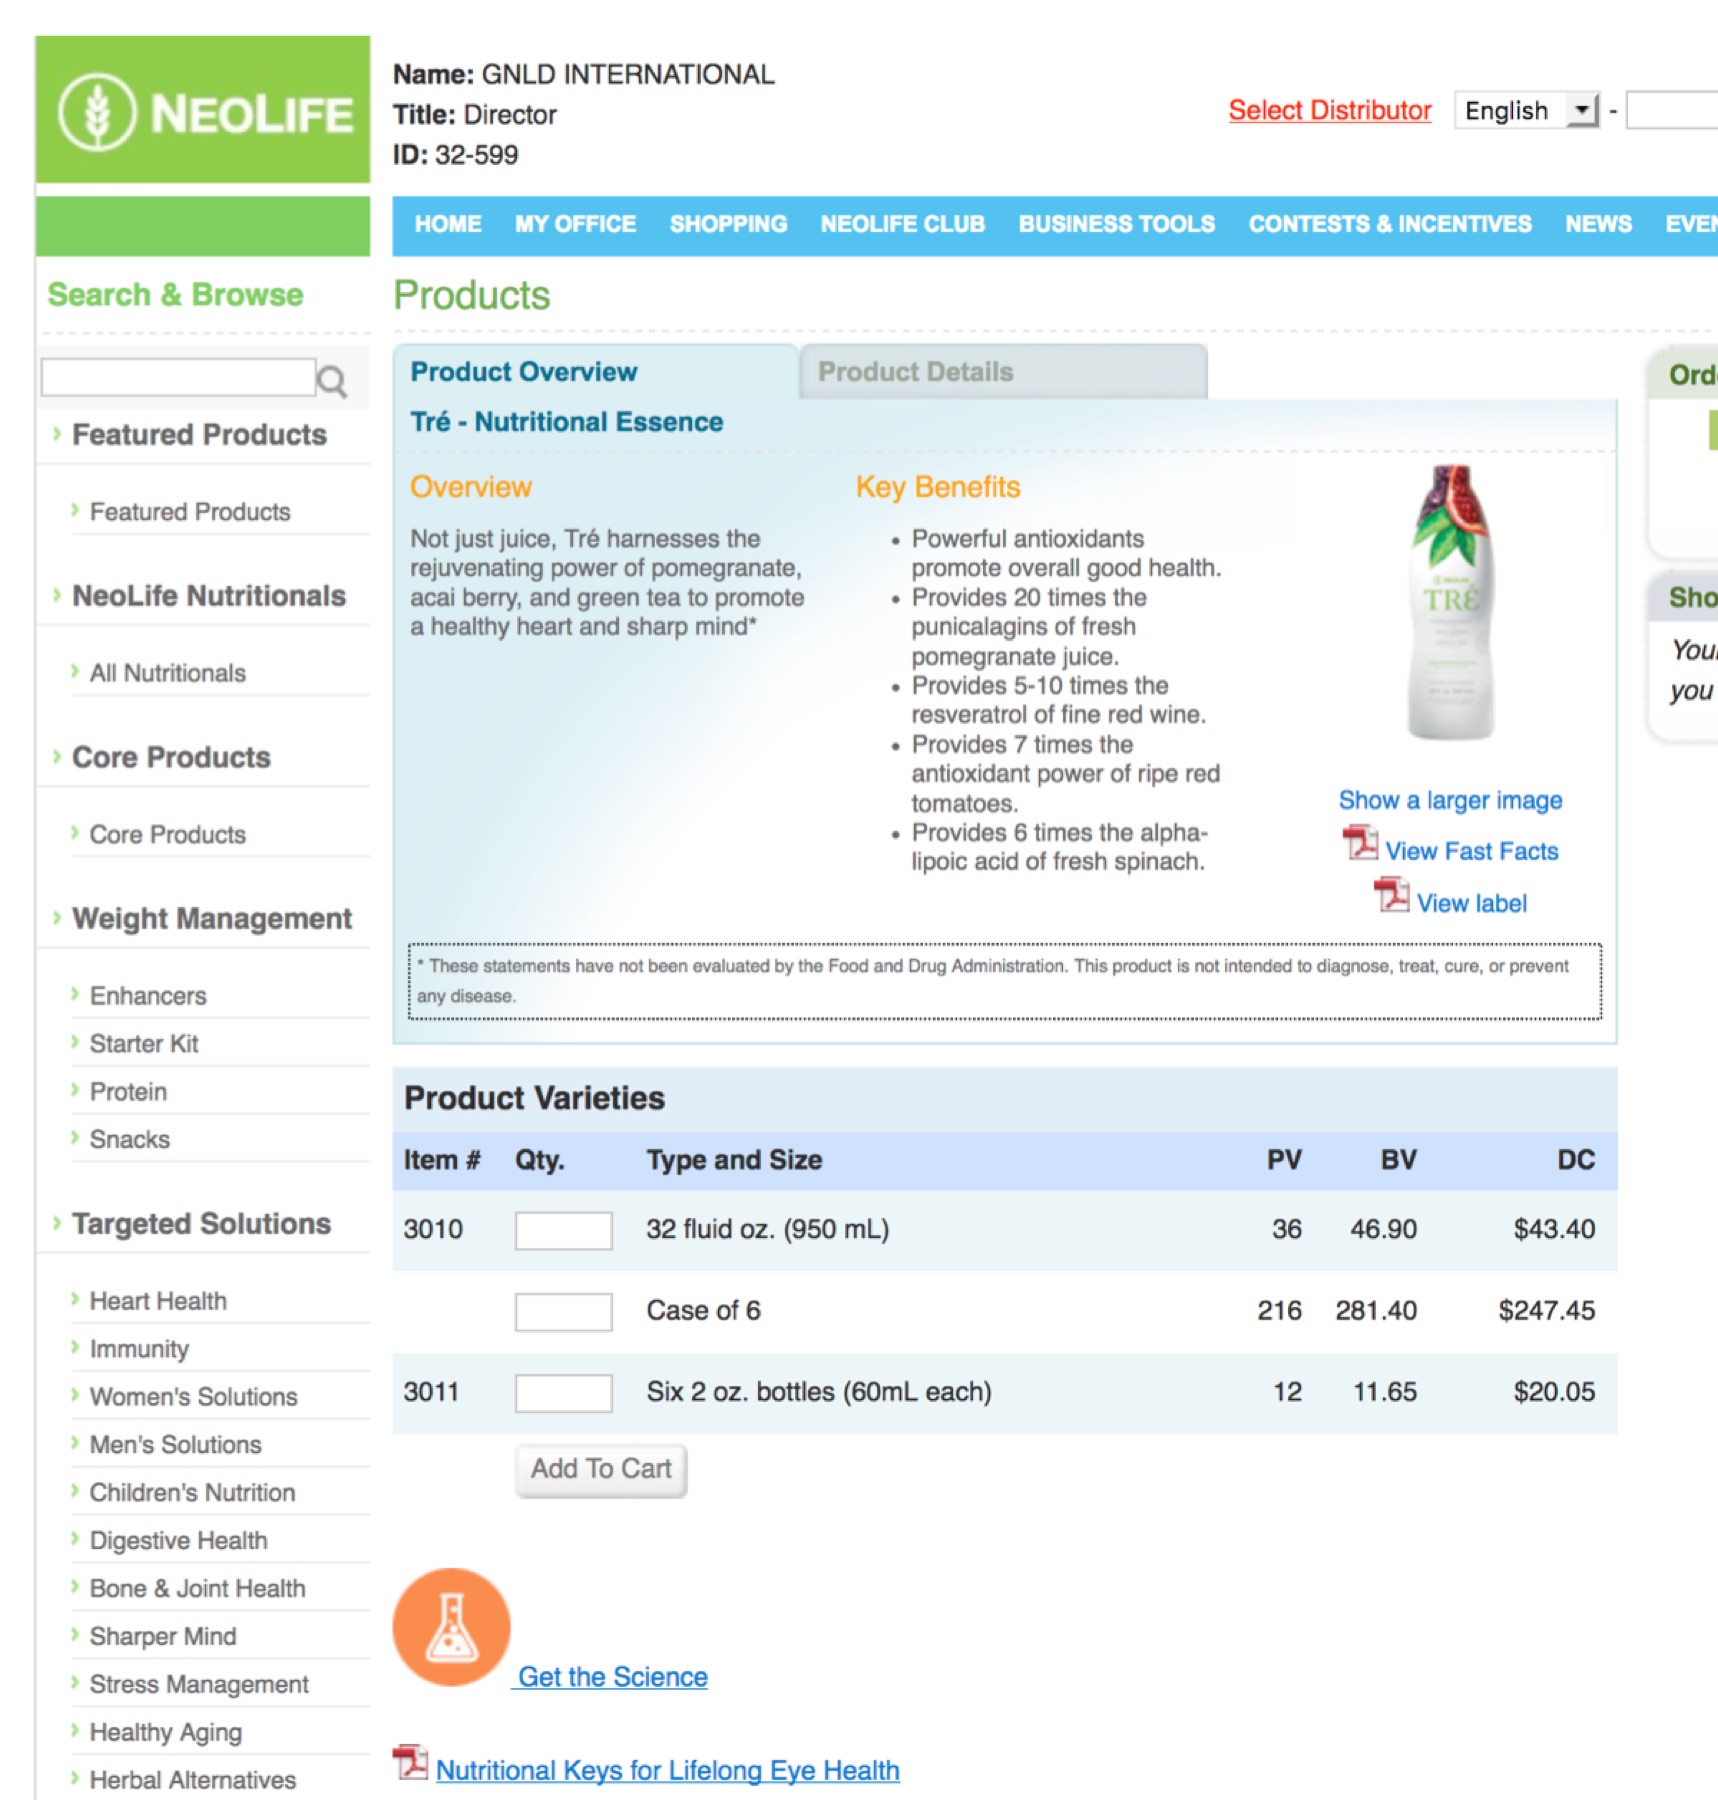 NEOLIFE
Name: GNLD INTERNATIONAL
Title: Director
ID: 32-599
Select Distributor
English
-
HOME MY OFFICE SHOPPING NEOLIFE CLUB BUSINESS TOOLS CONTESTS & INCENTIVES NEWS
Search & Browse
Featured Products
Featured Products
NeoLife Nutritionals
All Nutritionals
Core Products
Core Products
Weight Management
Enhancers
Starter Kit
Protein
Snacks
Targeted Solutions
Heart Health
Immunity
Women's Solutions
Men's Solutions
Children's Nutrition
Digestive Health
Bone & Joint Health
Sharper Mind
Stress Management
Healthy Aging
Herbal Alternatives
Products
Product Overview
Product Details
Tré - Nutritional Essence
Overview
Not just juice, Tré harnesses the
rejuvenating power of pomegranate,
acai berry, and green tea to promote
a healthy heart and sharp mind*
Key Benefits
• Powerful antioxidants
promote overall good health.
• Provides 20 times the
punicalagins of fresh
pomegranate juice.
• Provides 5-10 times the
resveratrol of fine red wine.
• Provides 7 times the
antioxidant power of ripe red
tomatoes.
• Provides 6 times the alpha-
lipoic acid of fresh spinach.
TRÉ
Show a larger image
View Fast Facts
View label
* These statements have not been evaluated by the Food and Drug Administration. This product is not intended to diagnose, treat, cure, or prevent
any disease.
Product Varieties
Item # Qty. Type and Size PV BV DC
3010 32 fluid oz. (950 mL) 36 46.90 $43.40
Case of 6 216 281.40 $247.45
3011 Six 2 oz. bottles (60mL each) 12 11.65 $20.05
Add To Cart
Get the Science
Nutritional Keys for Lifelong Eye Health
you